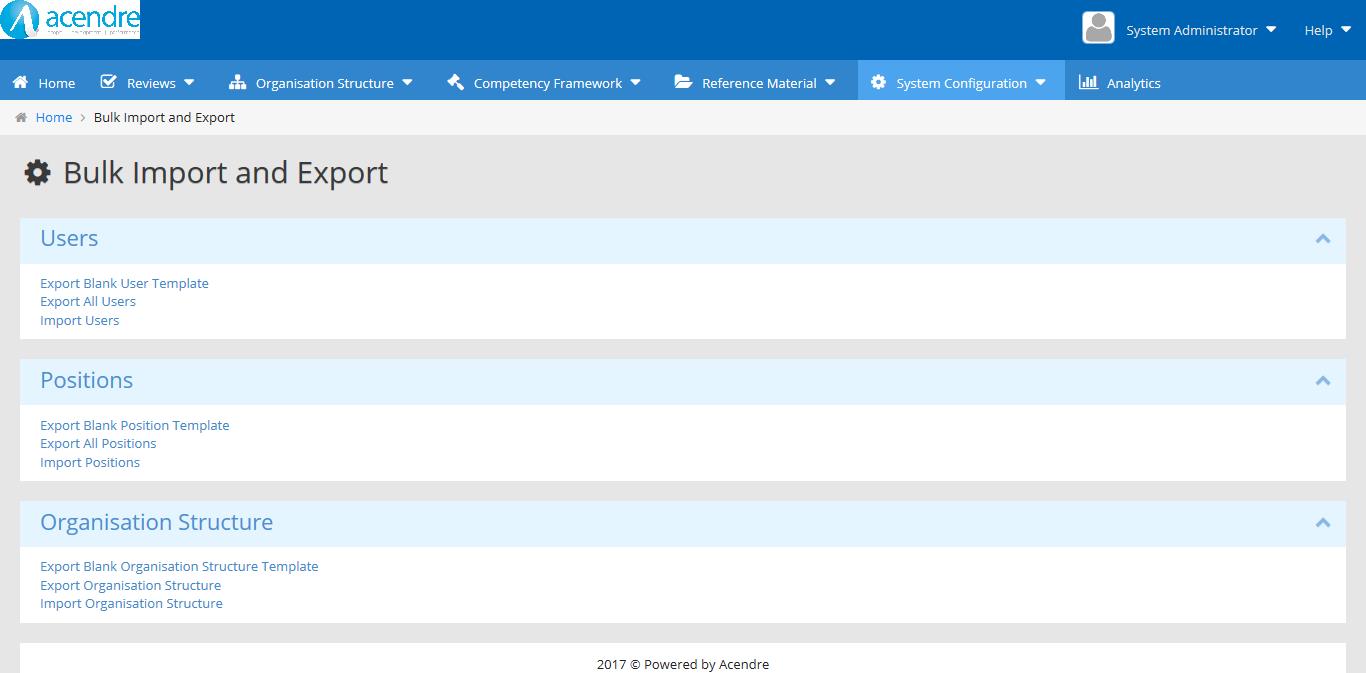 acendre
System Administrator Help
Home Reviews Organisation Structure Competency Framework Reference Material System Configuration Analytics
Home > Bulk Import and Export
Bulk Import and Export
Users
Export Blank User Template
Export All Users
Import Users
Positions
Export Blank Position Template
Export All Positions
Import Positions
Organisation Structure
Export Blank Organisation Structure Template
Export Organisation Structure
Import Organisation Structure
2017 © Powered by Acendre